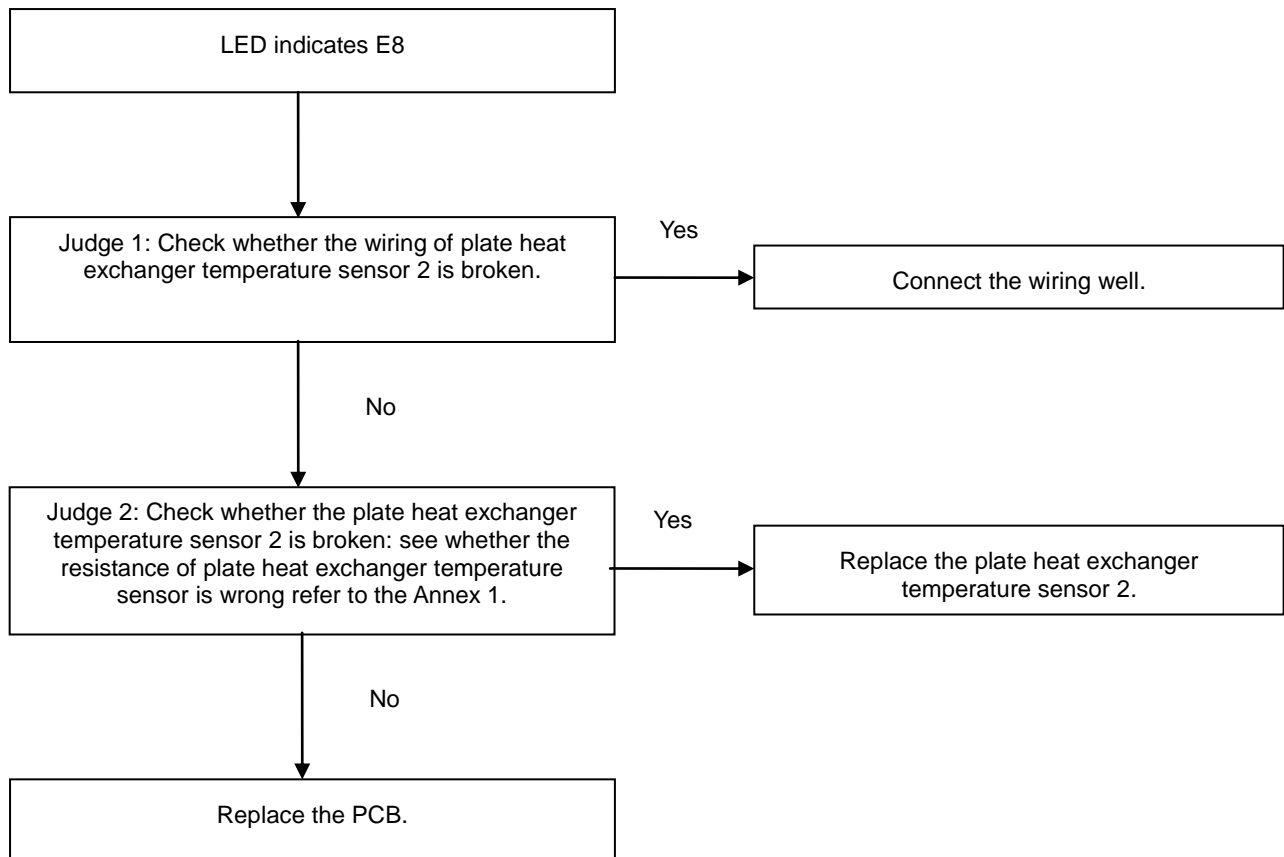 LED indicates E8
Judge 1: Check whether the wiring of plate heat
exchanger temperature sensor 2 is broken.
Yes
Connect the wiring well.
No
Judge 2: Check whether the plate heat exchanger
temperature sensor 2 is broken: see whether the
resistance of plate heat exchanger temperature
sensor is wrong refer to the Annex 1.
Yes
Replace the plate heat exchanger
temperature sensor 2.
No
Replace the PCB.